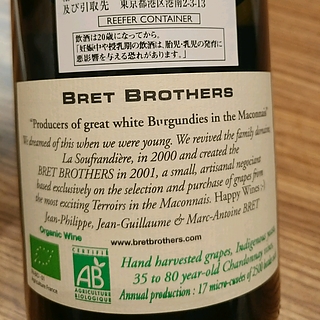 及び引取先 東京都港区港南2-3-13
REEFER CONTAINER
飲酒は20歳になってから。
「妊娠中や授乳期の飲酒は、胎児・乳児の発育に
悪影響を与える恐れがあります。」
BRET BROTHERS
"Producers of great white Burgundies in the Maconnais"
We dreamed of this when we were young. We revived the family domaine,
La Soufrandière, in 2000 and created the
BRET BROTHERS in 2001, a small, artisanal negociant
based exclusively on the selection and purchase of grapes from
the most exciting Terroirs in the Maconnais. Happy Wines :-)
Jean-Philippe, Jean-Guillaume & Marc-Antoine BRET
Organic Wine
www.bretbrothers.com
CERTIFIÉ
AB
AGRICULTURE
BIOLOGIQUE
Agriculture France
Hand harvested grapes, Indigenous
35 to 80 year-old Chardonnay vines,
Annual production : 17 micro-cuvées of 2500